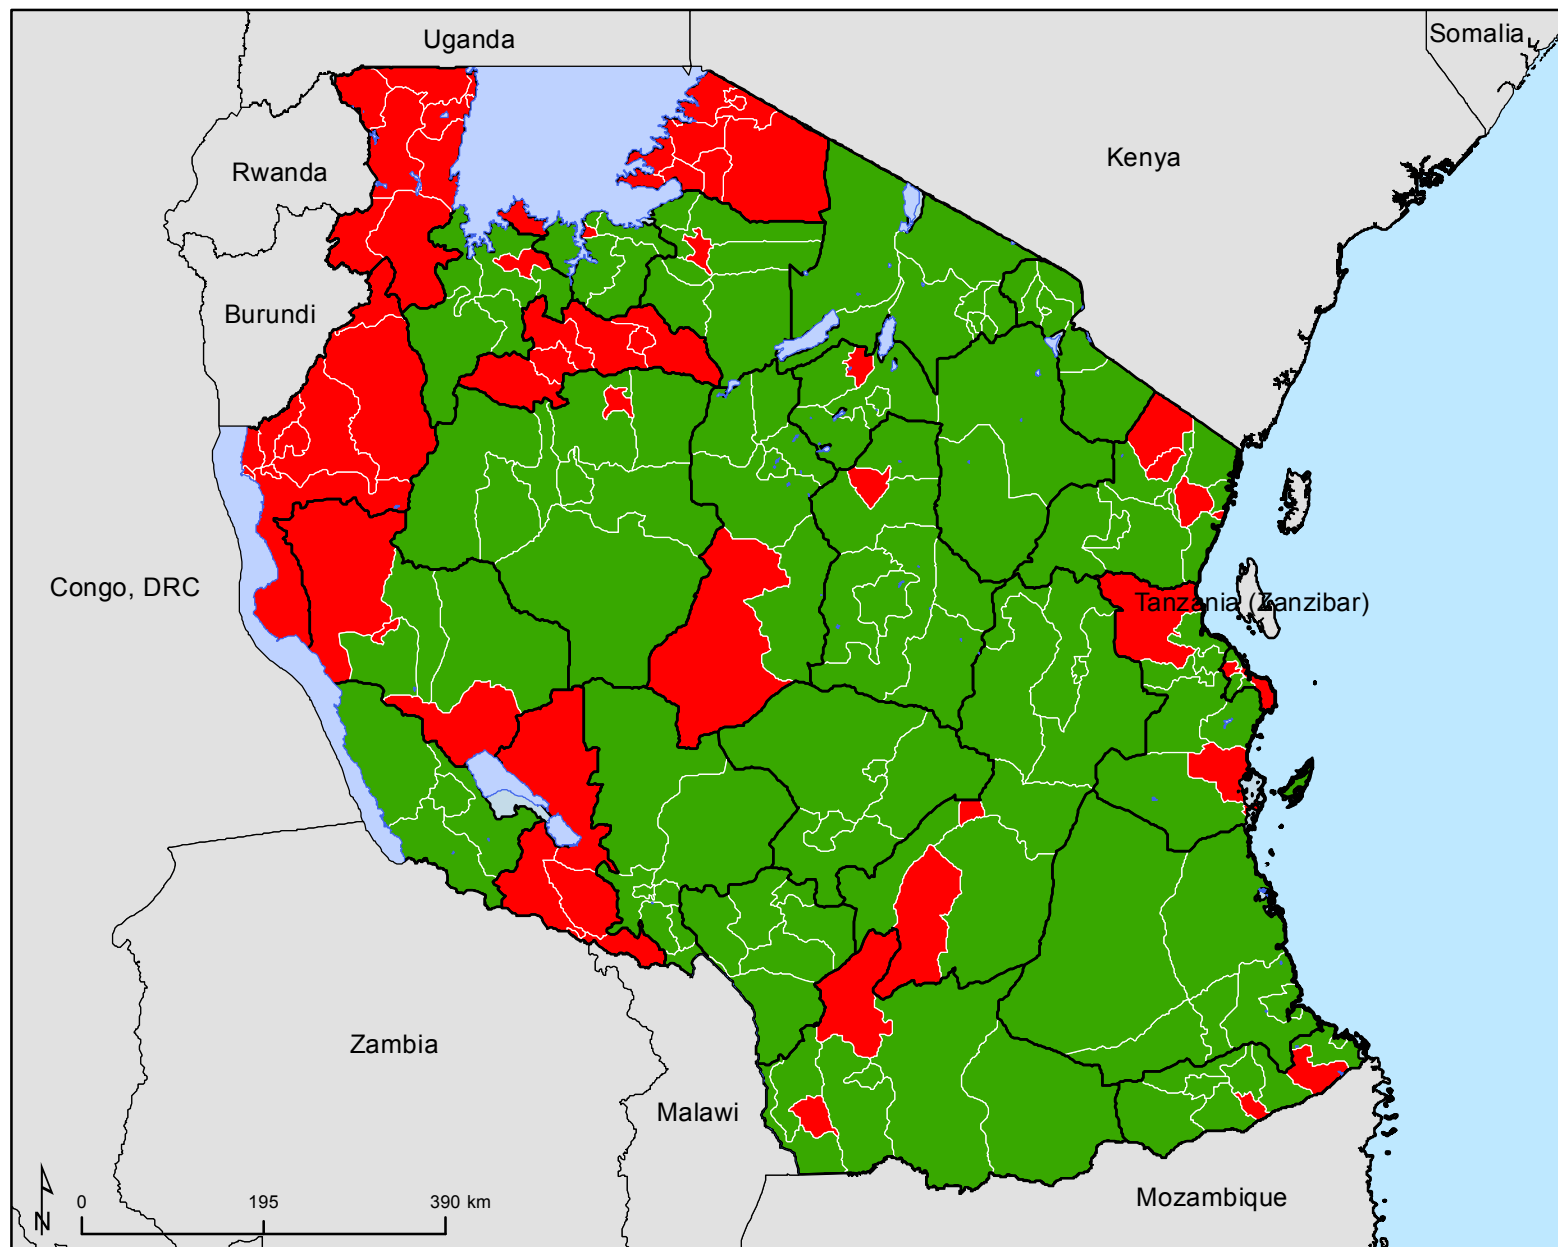 Uganda
Somalia
Kenya
Rwanda
Burundi
Congo, DRC
Tanzania (Zanzibar)
Zambia
Malawi
Mozambique
N
0 195 390 km